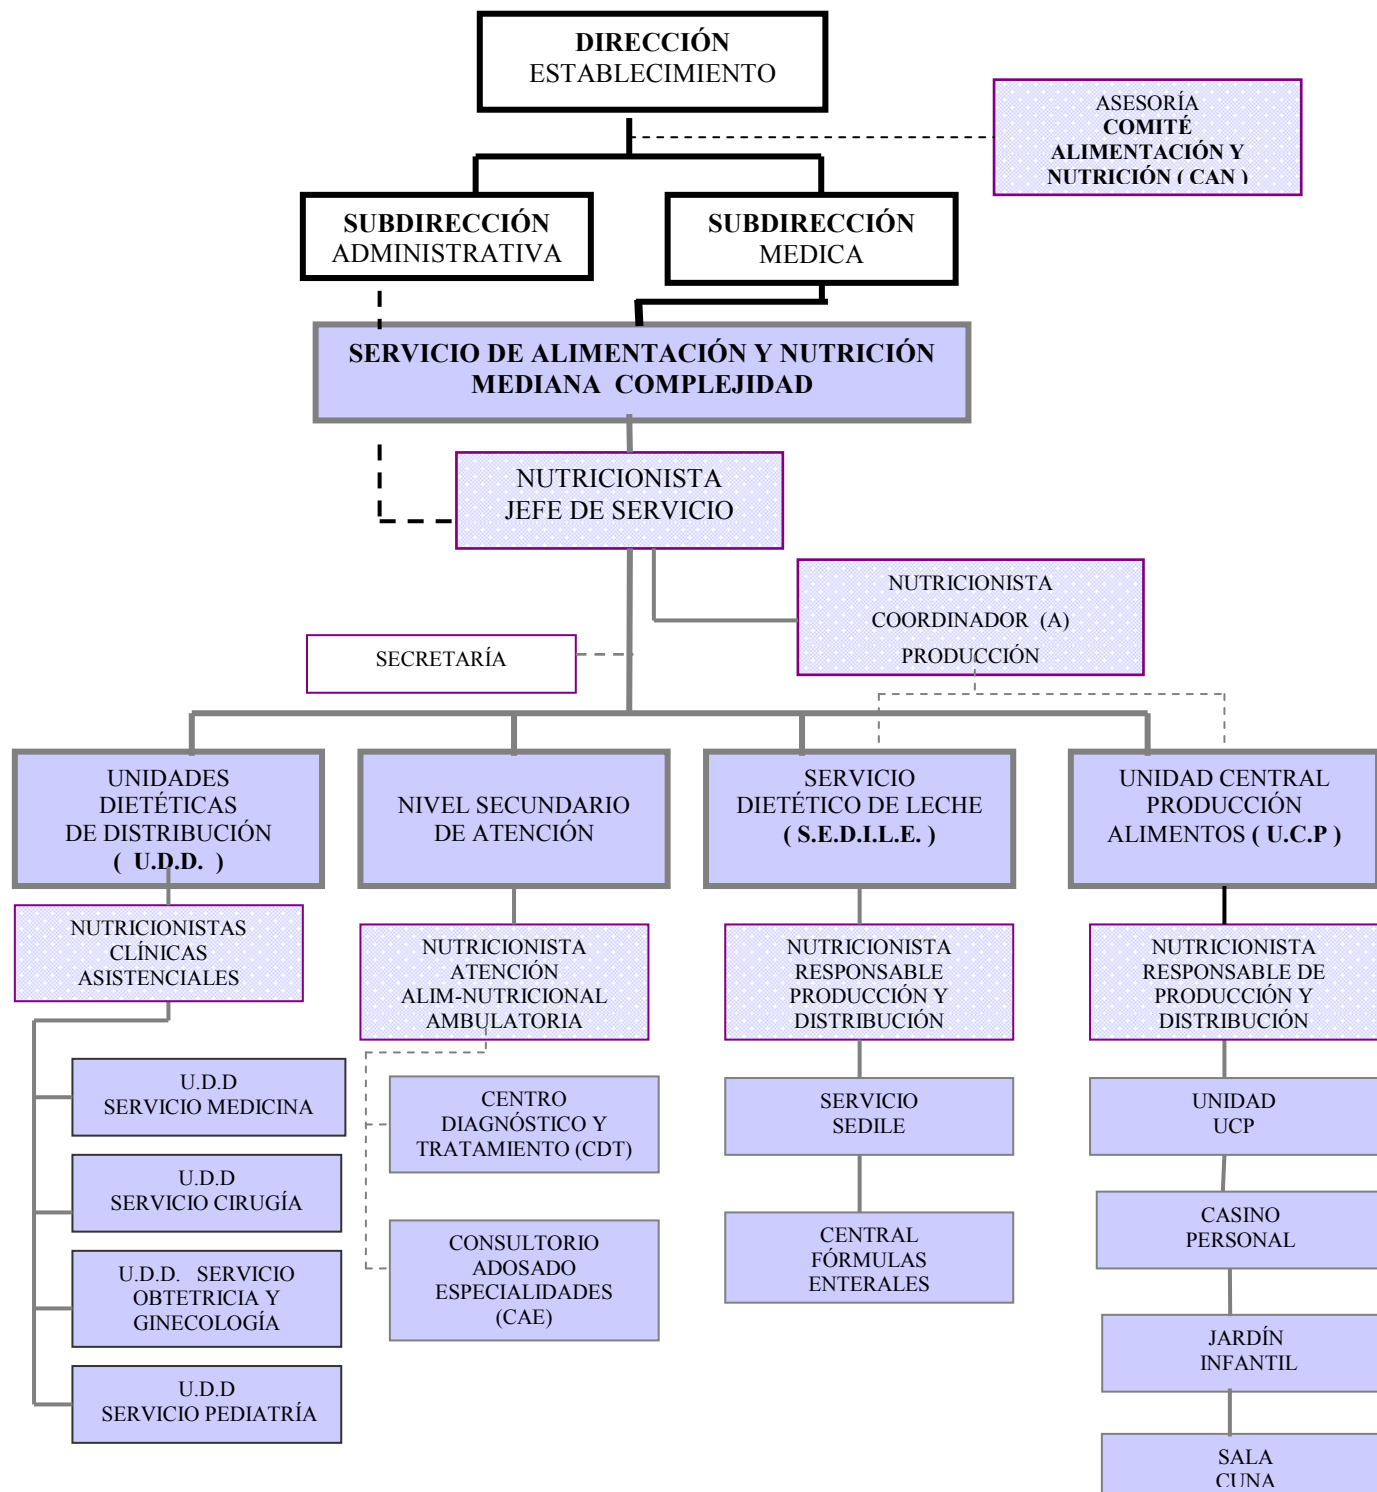 DIRECCIÓN
ESTABLECIMIENTO
ASESORÍA
COMITÉ
ALIMENTACIÓN Y
NUTRICIÓN ( CAN )
SUBDIRECCIÓN
ADMINISTRATIVA
SUBDIRECCIÓN
MEDICA
SERVICIO DE ALIMENTACIÓN Y NUTRICIÓN
MEDIANA COMPLEJIDAD
NUTRICIONISTA
JEFE DE SERVICIO
NUTRICIONISTA
COORDINADOR (A)
PRODUCCIÓN
SECRETARÍA
UNIDADES
DIETÉTICAS
DE DISTRIBUCIÓN
( U.D.D. )
NIVEL SECUNDARIO
DE ATENCIÓN
SERVICIO
DIETÉTICO DE LECHE
( S.E.D.I.L.E. )
UNIDAD CENTRAL
PRODUCCIÓN
ALIMENTOS ( U.C.P )
NUTRICIONISTAS
CLÍNICAS
ASISTENCIALES
NUTRICIONISTA
ATENCIÓN
ALIM-NUTRICIONAL
AMBULATORIA
NUTRICIONISTA
RESPONSABLE
PRODUCCIÓN Y
DISTRIBUCIÓN
NUTRICIONISTA
RESPONSABLE DE
PRODUCCIÓN Y
DISTRIBUCIÓN
U.D.D
SERVICIO MEDICINA
U.D.D
SERVICIO CIRUGÍA
U.D.D. SERVICIO
OBTETRICIA Y
GINECOLOGÍA
U.D.D
SERVICIO PEDIATRÍA
CENTRO
DIAGNÓSTICO Y
TRATAMIENTO (CDT)
CONSULTORIO
ADOSADO
ESPECIALIDADES
(CAE)
SERVICIO
SEDILE
CENTRAL
FÓRMULAS
ENTERALES
UNIDAD
UCP
CASINO
PERSONAL
JARDÍN
INFANTIL
SALA
CUNA